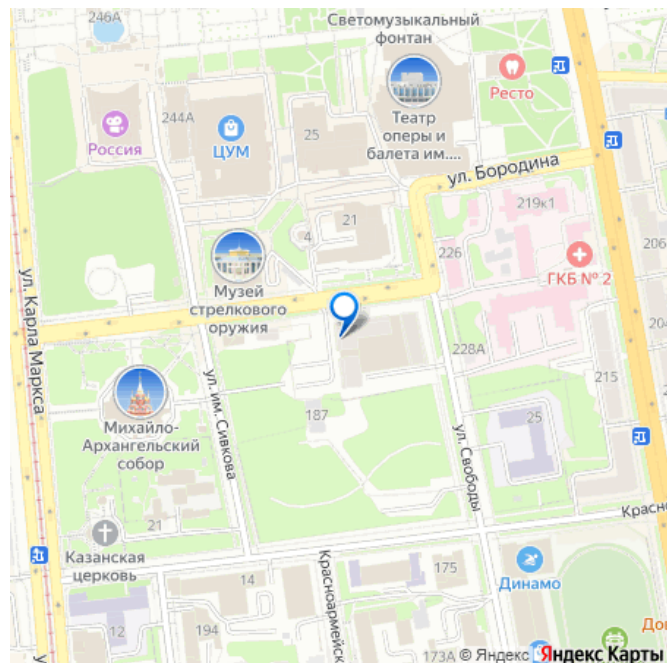 246А
Светомузыкальный
фонтан
Ресто
244А
Россия
ЦУМ
25
Театр
оперы и
балета им....
ул. Бородина
219к1
21
4
226
206
ГКБ № 2
Музей
стрелкового
оружия
ул. Карла Маркса
204
228А
215
ул. им. Сивкова
Михайло-
Архангельский
собор
187
25
ул. Свободы
21
Казанская
церковь
Красно
Красноармейск
14
175
Динамо
12
194
173А
До
© Яндекс Яндекс Карты